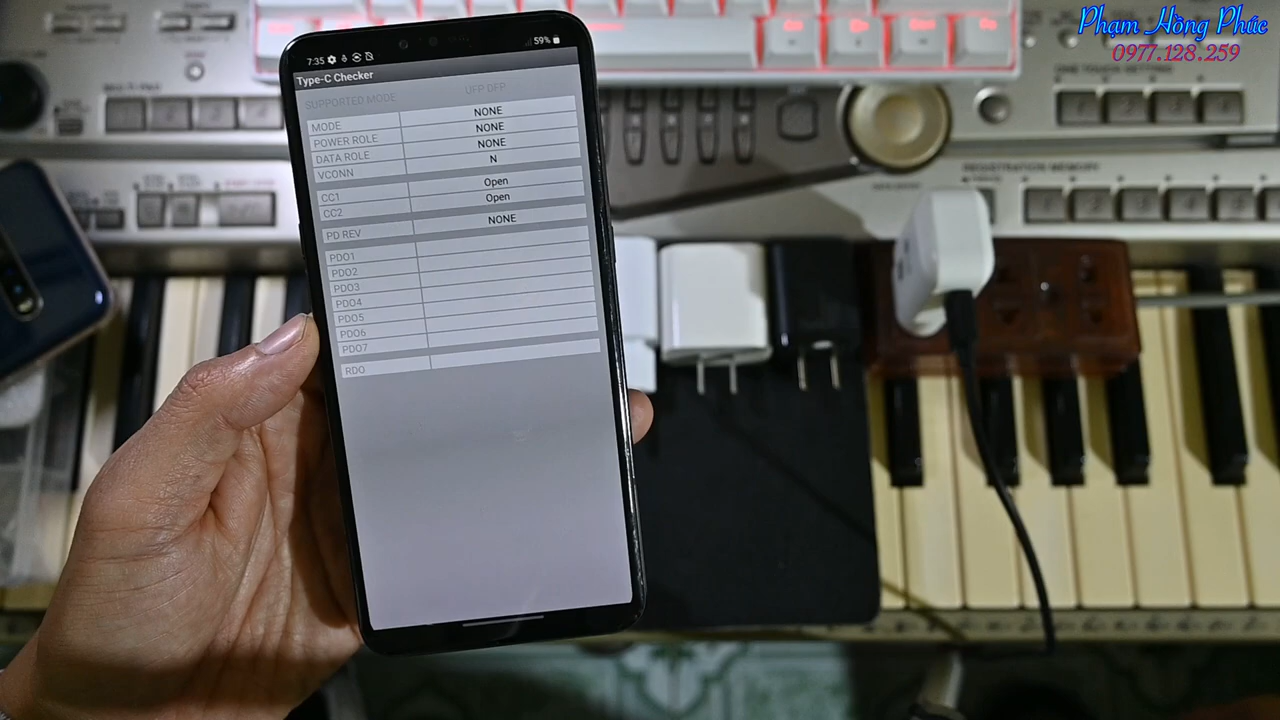 Phạm Hồng Phúc
0977.128.259
7:35
59%
Type-C Checker
SUPPORTED MODE UFP DFP
MODE NONE
POWER ROLE NONE
DATA ROLE NONE
VCONN N
CC1 Open
CC2 Open
PD REV NONE
PDO1
PDO2
PDO3
PDO4
PDO5
PDO6
PDO7
RDO
MULTI PAD
ONE TOUCH SETTING
REGISTRATION MEMORY